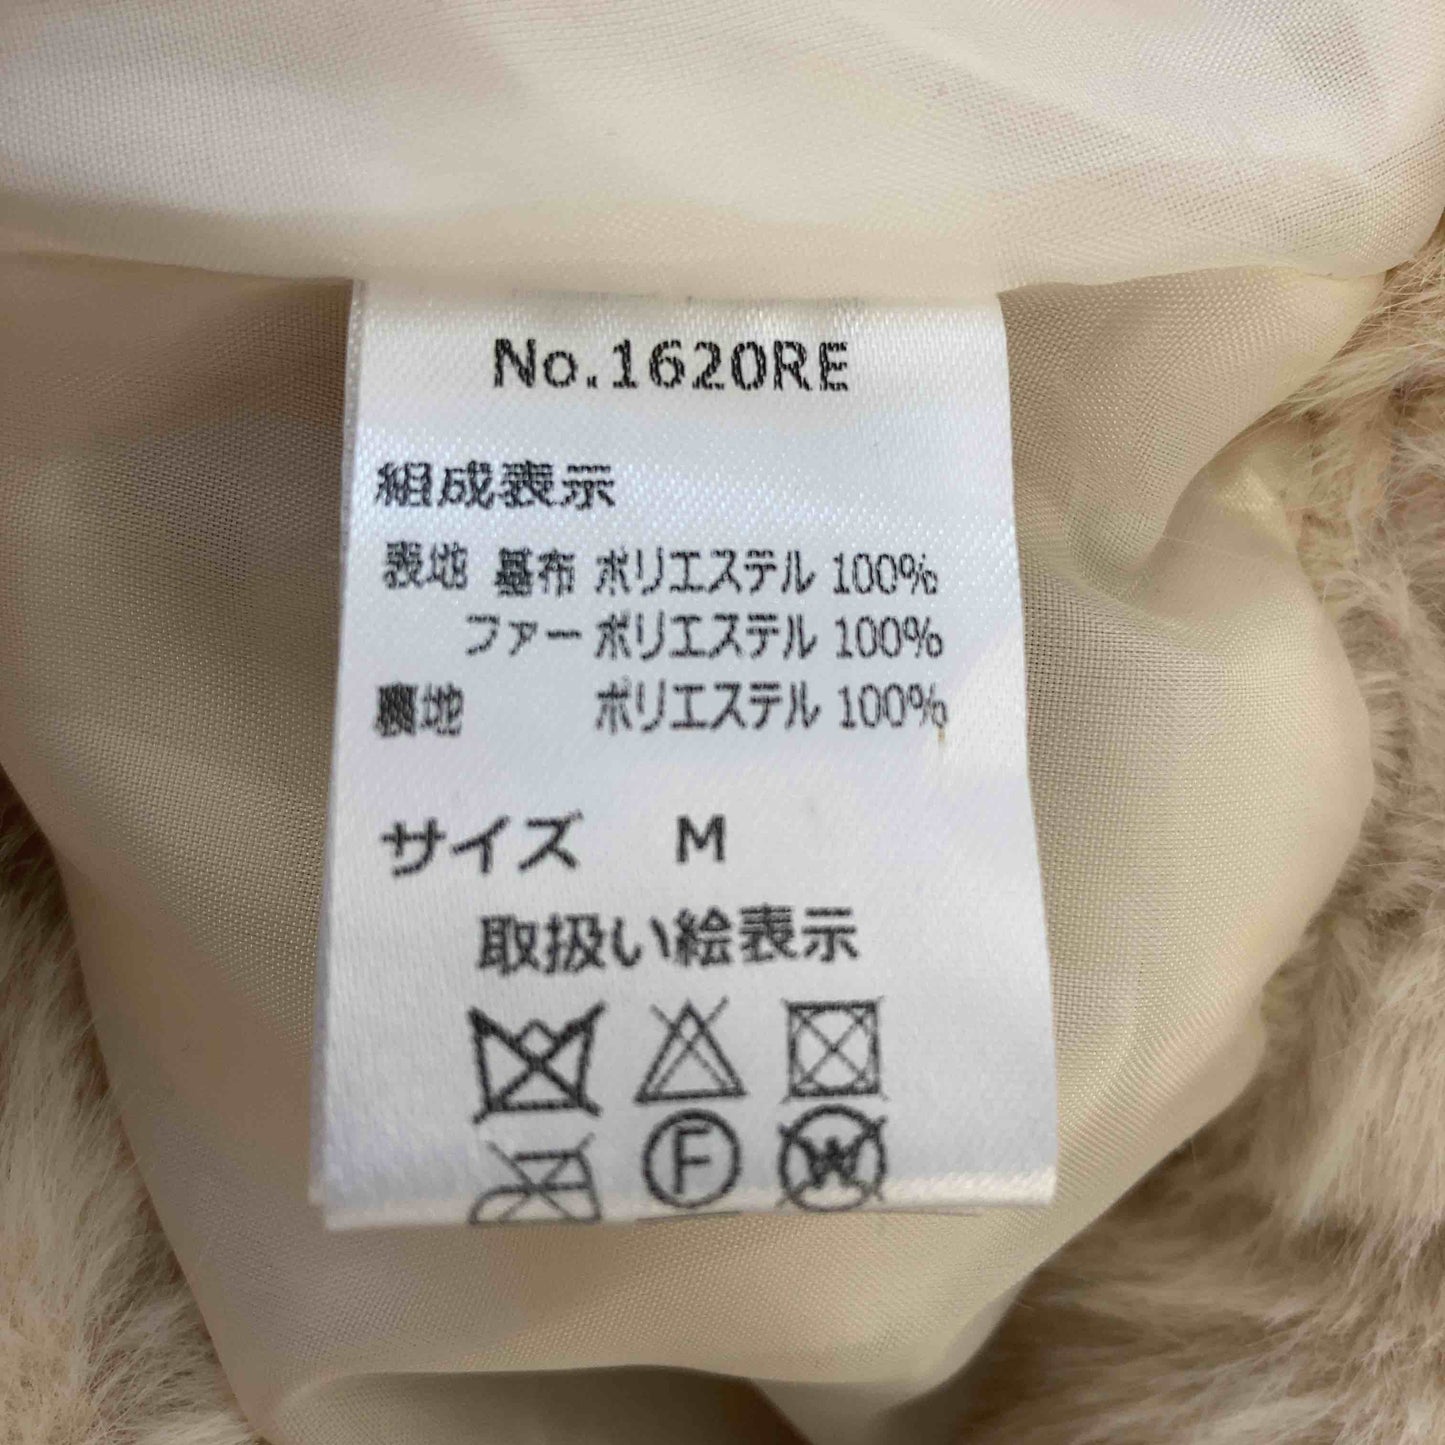 No.1620RE
組成表示
表地 基布 ポリエステル 100%
ファー ポリエステル 100%
裏地 ポリエステル 100%
サイズ M
取扱い絵表示
F W